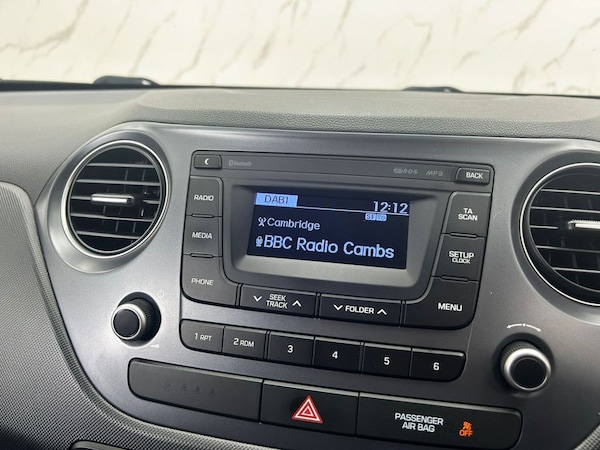 Bluetooth RDS MP3 BACK
RADIO DAB1 12:12 TA
SCAN
Cambridge
MEDIA BBC Radio Cambs SETUP
CLOCK
PHONE
SEEK
TRACK FOLDER MENU
1 RPT 2 RDM 3 4 5 6
PASSENGER
AIR BAG OFF